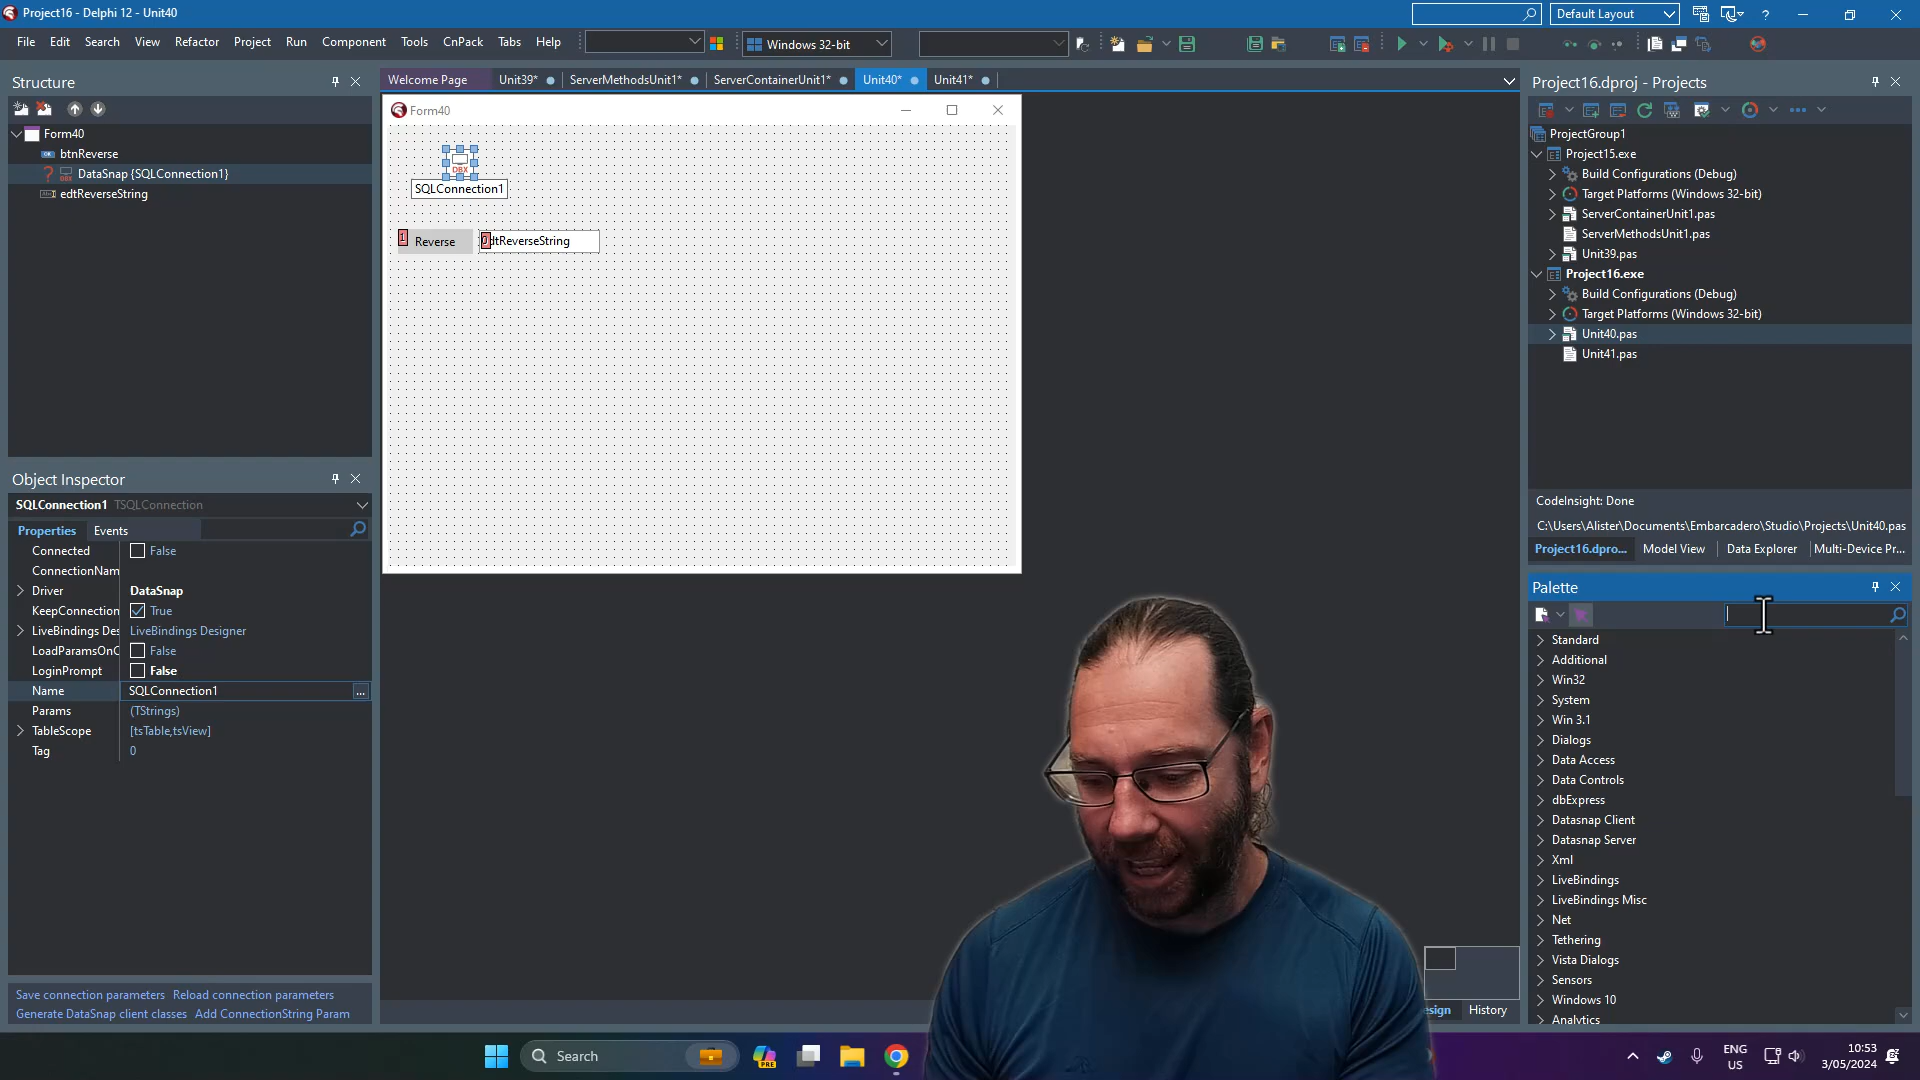 Project16 - Delphi 12 - Unit40
Default Layout
?
File Edit Search View Refactor Project Run Component Tools CnPack Tabs Help
Windows 32-bit
Structure
Form40
btnReverse
DataSnap {SQLConnection1}
edtReverseString
Welcome Page Unit39* ServerMethodsUnit1* ServerContainerUnit1* Unit40* Unit41*
Form40
DBX
SQLConnection1
1 Reverse
0 dtReverseString
Object Inspector
SQLConnection1 TSQLConnection
Properties Events
Connected False
ConnectionNam
Driver DataSnap
KeepConnection True
LiveBindings Des LiveBindings Designer
LoadParamsOnC False
LoginPrompt False
Name SQLConnection1 ...
Params (TStrings)
TableScope [tsTable,tsView]
Tag 0
Save connection parameters Reload connection parameters
Generate DataSnap client classes Add ConnectionString Param
Project16.dproj - Projects
ProjectGroup1
Project15.exe
Build Configurations (Debug)
Target Platforms (Windows 32-bit)
ServerContainerUnit1.pas
ServerMethodsUnit1.pas
Unit39.pas
Project16.exe
Build Configurations (Debug)
Target Platforms (Windows 32-bit)
Unit40.pas
Unit41.pas
CodeInsight: Done
C:\Users\Alister\Documents\Embarcadero\Studio\Projects\Unit40.pas
Project16.dpro... Model View Data Explorer Multi-Device Pr...
Palette
Standard
Additional
Win32
System
Win 3.1
Dialogs
Data Access
Data Controls
dbExpress
Datasnap Client
Datasnap Server
Xml
LiveBindings
LiveBindings Misc
Net
Tethering
Vista Dialogs
Sensors
Windows 10
Analytics
esign History
Search
PRE
ENG
US
10:53
3/05/2024